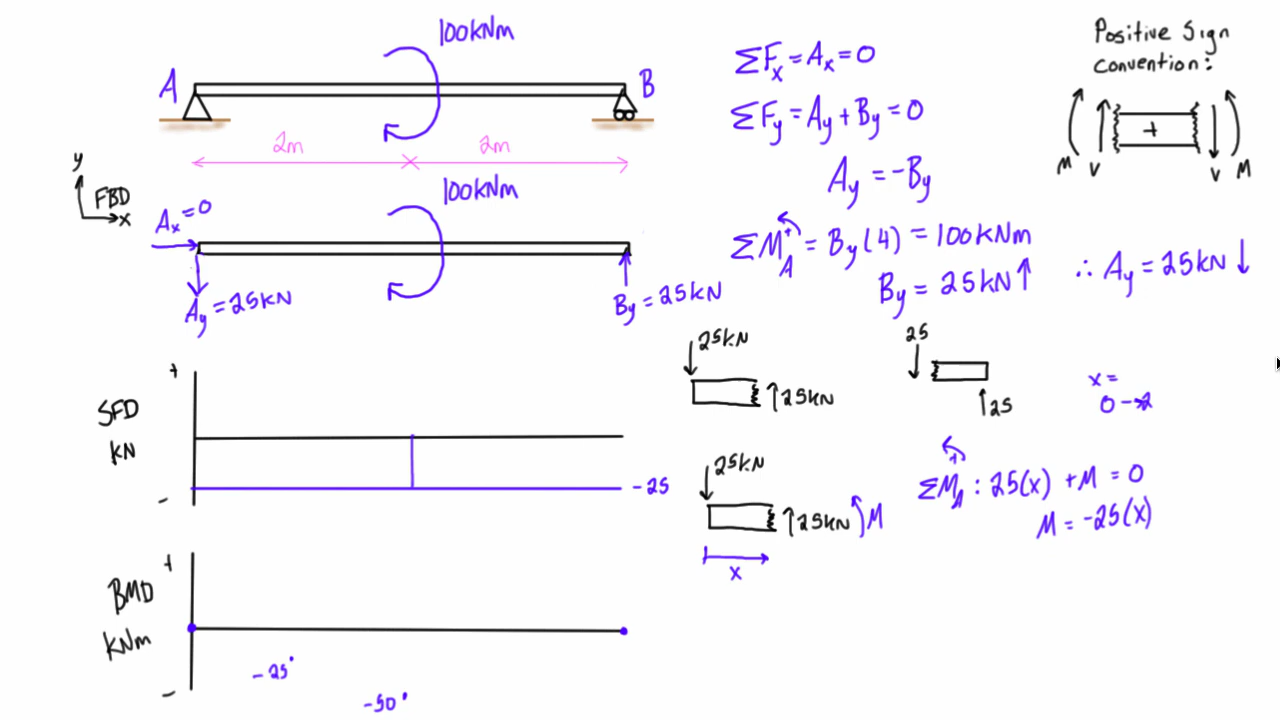 100kNm
A
B
2m
2m
y
x
FBD
Ax=0
100kNm
Ay = 25kN
By = 25kN
ΣFx = Ax = 0
ΣFy = Ay + By = 0
Ay = -By
ΣMA + = By(4) = 100kNm
By = 25kN ↑
∴ Ay = 25kN ↓
Positive Sign
Convention:
M V + V M
SFD
kN
+
-
-25
BMD
kNm
+
-
-25
-50
25kN
25kN
25
25
x =
0 → 2
25kN
25kN M
x
ΣMA + : 25(x) + M = 0
M = -25(x)